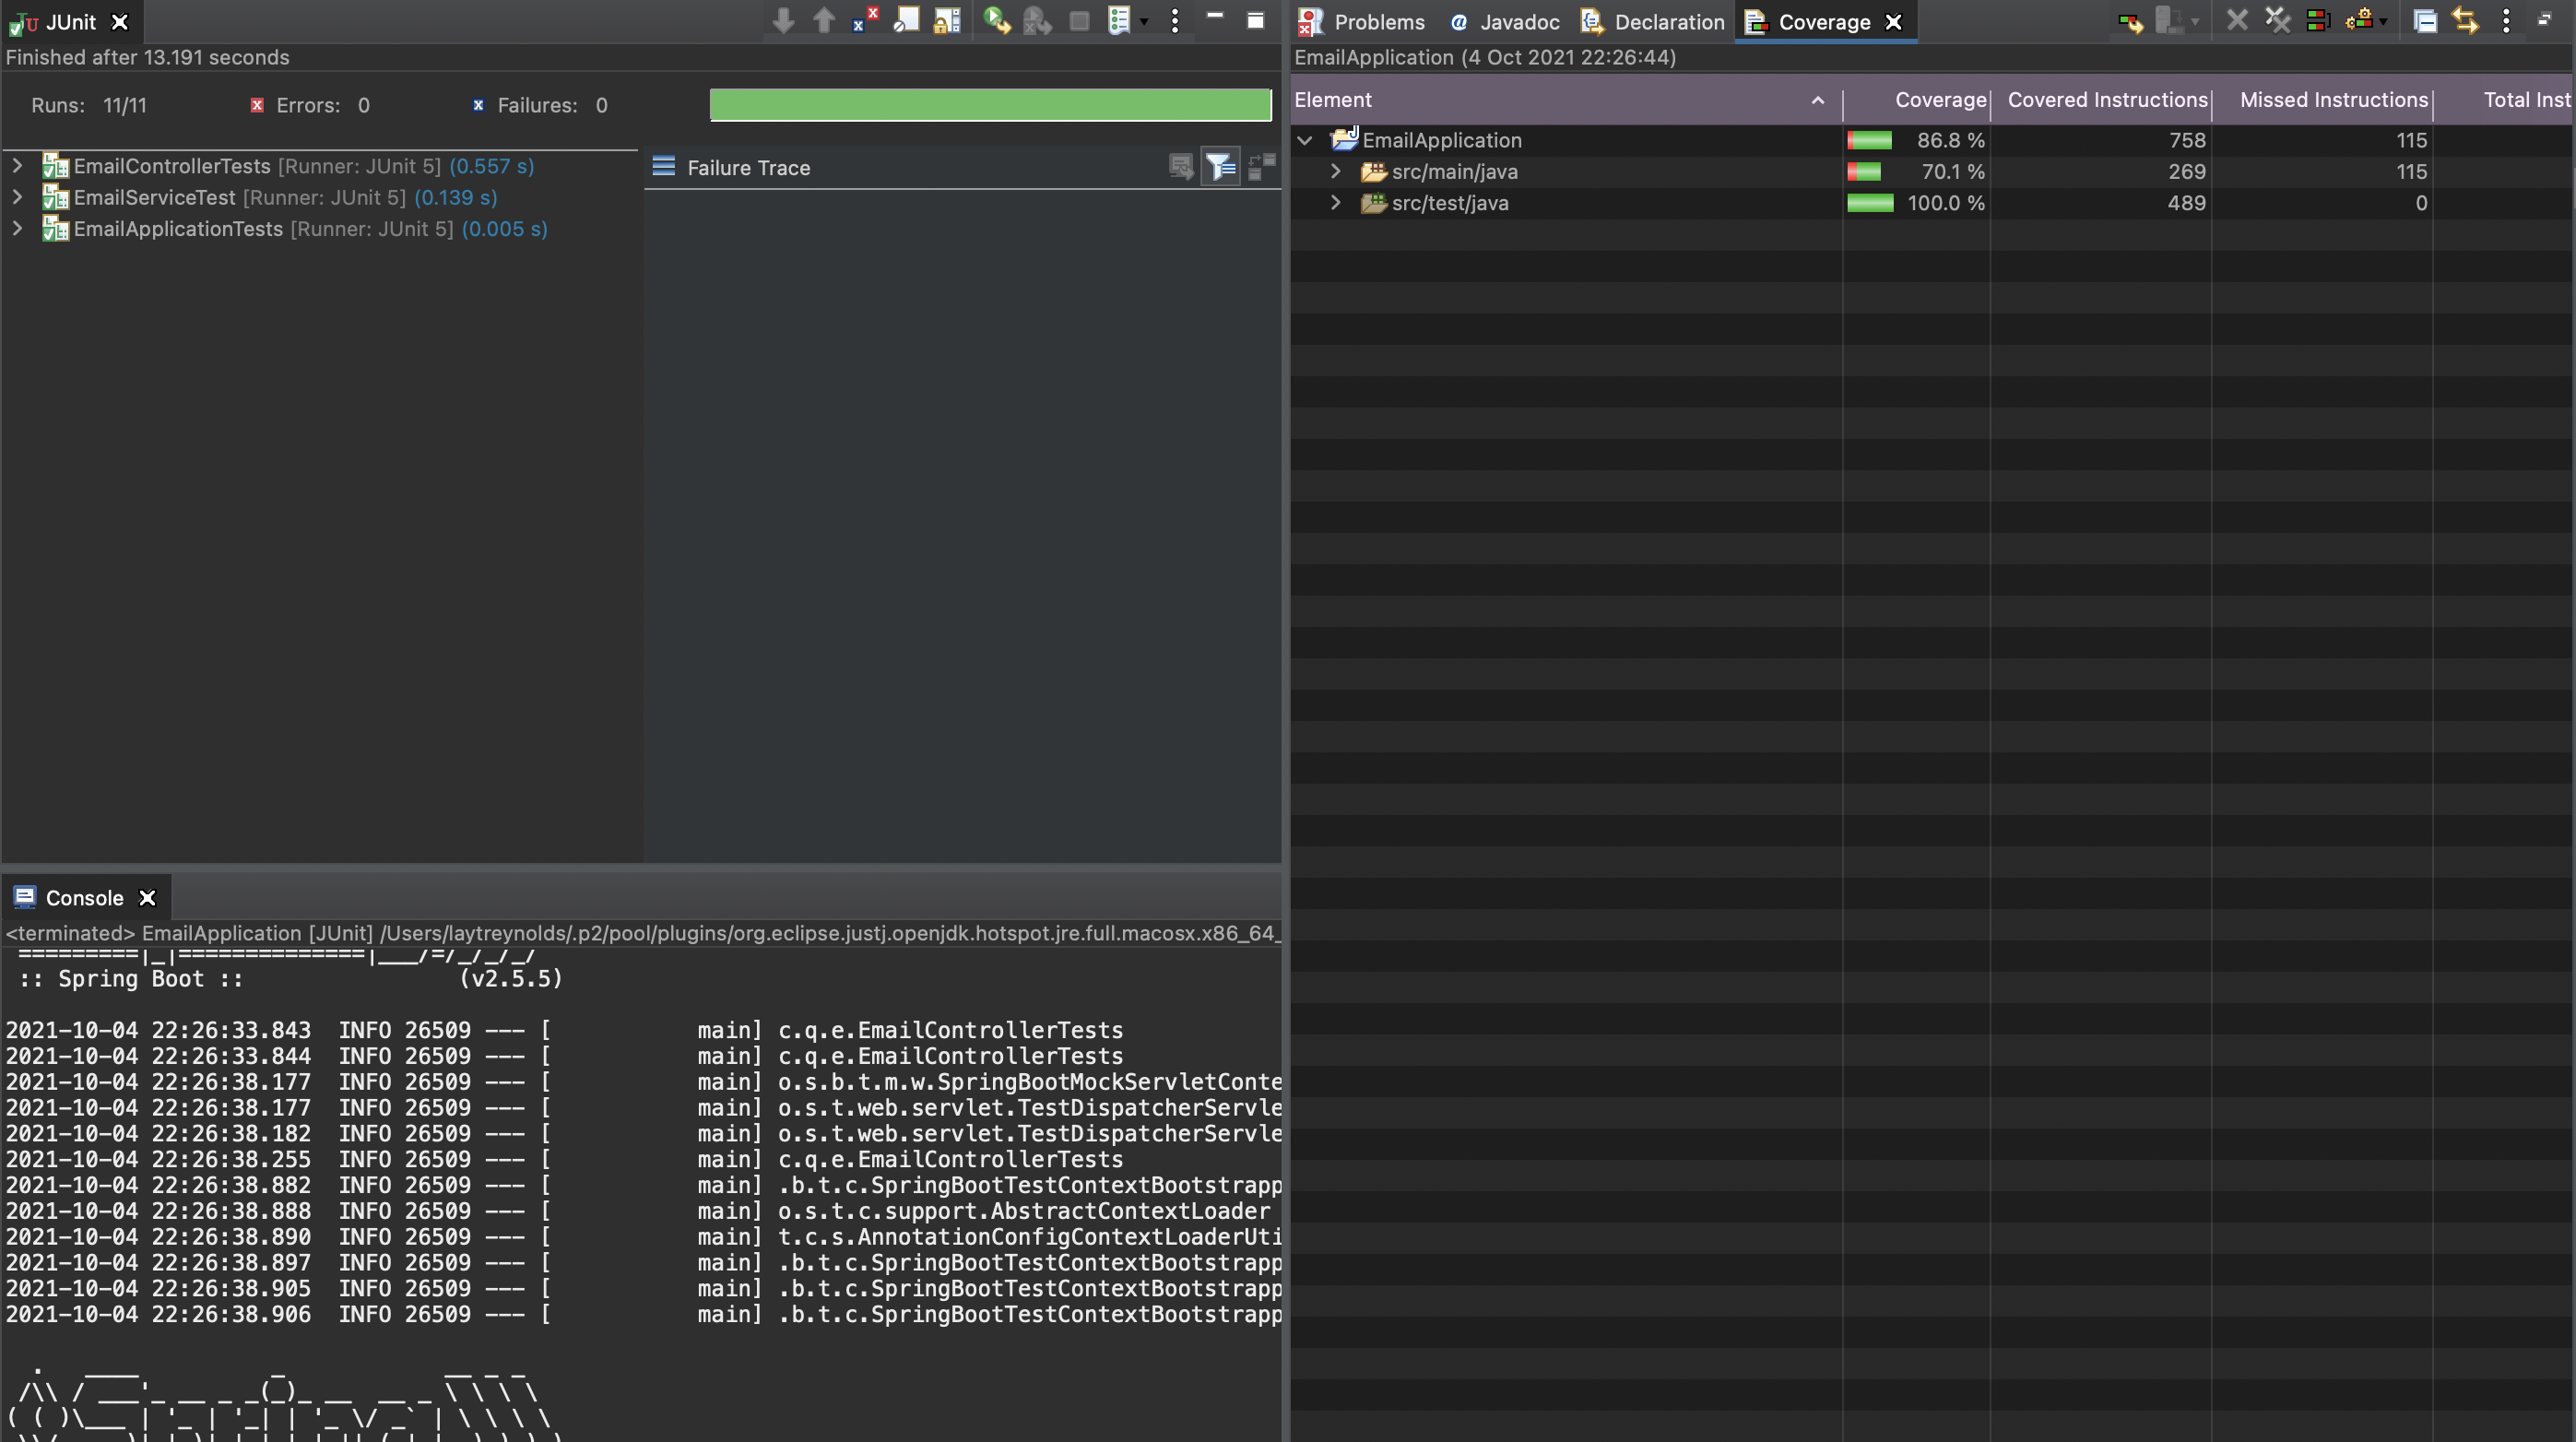 JUnit
Finished after 13.191 seconds
Runs: 11/11 Errors: 0 Failures: 0
EmailControllerTests [Runner: JUnit 5] (0.557 s)
EmailServiceTest [Runner: JUnit 5] (0.139 s)
EmailApplicationTests [Runner: JUnit 5] (0.005 s)
Failure Trace
Problems Javadoc Declaration Coverage
EmailApplication (4 Oct 2021 22:26:44)
Element Coverage Covered Instructions Missed Instructions Total Inst
EmailApplication 86.8 % 758 115
src/main/java 70.1 % 269 115
src/test/java 100.0 % 489 0
Console
<terminated> EmailApplication [JUnit] /Users/laytreynolds/.p2/pool/plugins/org.eclipse.justj.openjdk.hotspot.jre.full.macosx.x86_64_
=========|_|==============|___/=/_/_/_/
:: Spring Boot :: (v2.5.5)
2021-10-04 22:26:33.843 INFO 26509 --- [ main] c.q.e.EmailControllerTests
2021-10-04 22:26:33.844 INFO 26509 --- [ main] c.q.e.EmailControllerTests
2021-10-04 22:26:38.177 INFO 26509 --- [ main] o.s.b.t.m.w.SpringBootMockServletConte
2021-10-04 22:26:38.177 INFO 26509 --- [ main] o.s.t.web.servlet.TestDispatcherServle
2021-10-04 22:26:38.182 INFO 26509 --- [ main] o.s.t.web.servlet.TestDispatcherServle
2021-10-04 22:26:38.255 INFO 26509 --- [ main] c.q.e.EmailControllerTests
2021-10-04 22:26:38.882 INFO 26509 --- [ main] .b.t.c.SpringBootTestContextBootstrapp
2021-10-04 22:26:38.888 INFO 26509 --- [ main] o.s.t.c.support.AbstractContextLoader
2021-10-04 22:26:38.890 INFO 26509 --- [ main] t.c.s.AnnotationConfigContextLoaderUti
2021-10-04 22:26:38.897 INFO 26509 --- [ main] .b.t.c.SpringBootTestContextBootstrapp
2021-10-04 22:26:38.905 INFO 26509 --- [ main] .b.t.c.SpringBootTestContextBootstrapp
2021-10-04 22:26:38.906 INFO 26509 --- [ main] .b.t.c.SpringBootTestContextBootstrapp